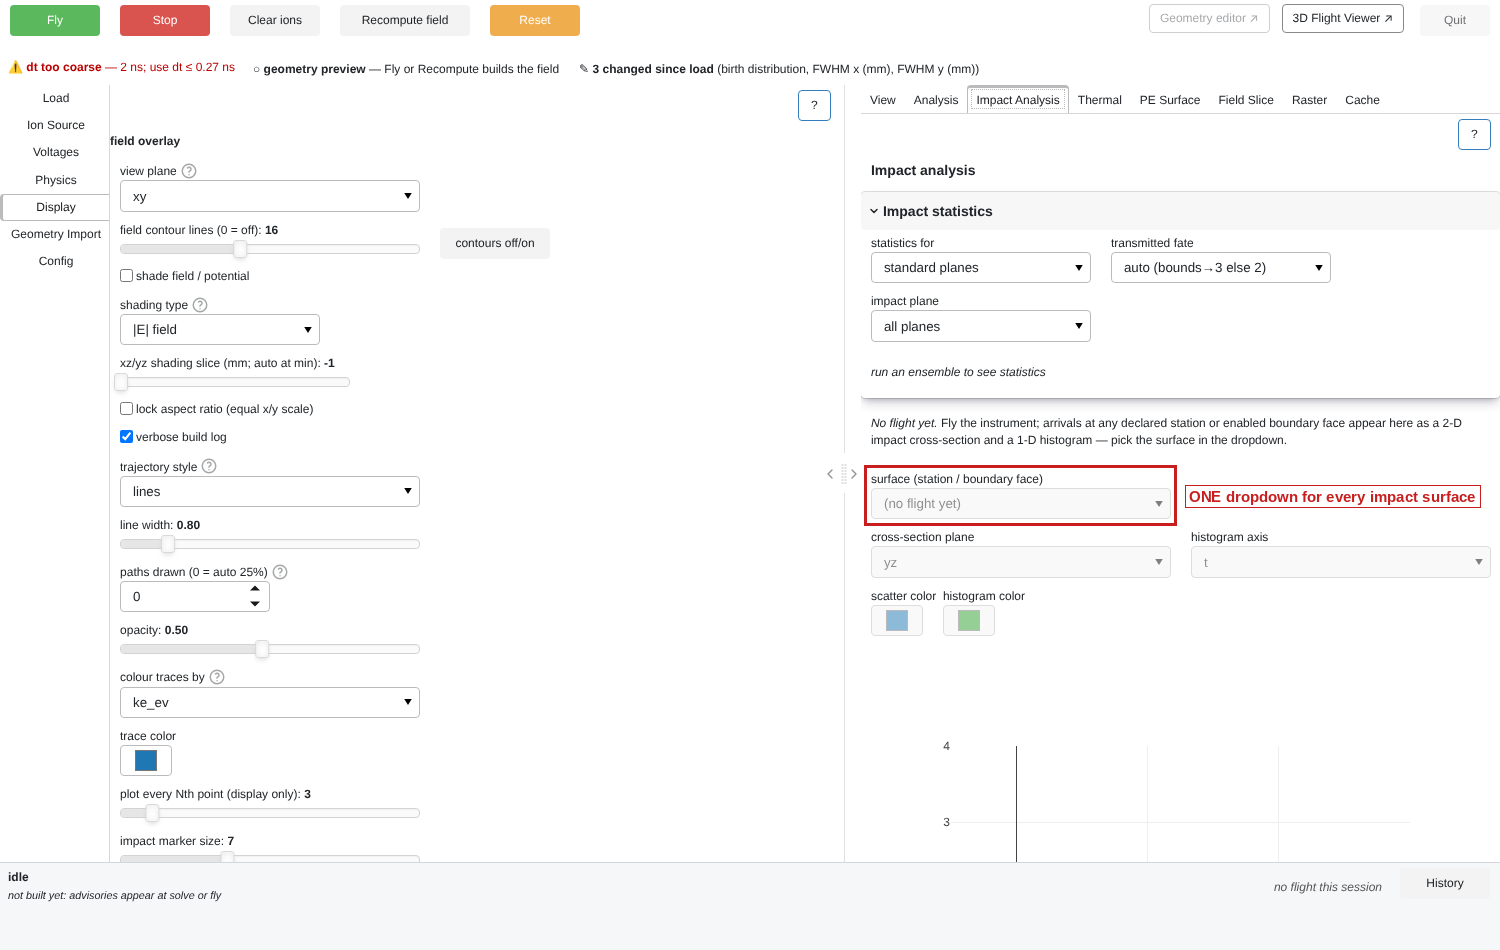 Fly
Stop
Clear ions
Recompute field
Reset
Geometry editor ↗
3D Flight Viewer ↗
Quit
⚠️ dt too coarse — 2 ns; use dt ≤ 0.27 ns
○ geometry preview — Fly or Recompute builds the field
✎ 3 changed since load (birth distribution, FWHM x (mm), FWHM y (mm))
Load
Ion Source
Voltages
Physics
Display
Geometry Import
Config
?
field overlay
view plane ?
xy
field contour lines (0 = off): 16
contours off/on
shade field / potential
shading type ?
|E| field
xz/yz shading slice (mm; auto at min): -1
lock aspect ratio (equal x/y scale)
verbose build log
trajectory style ?
lines
line width: 0.80
paths drawn (0 = auto 25%) ?
0
opacity: 0.50
colour traces by ?
ke_ev
trace color
plot every Nth point (display only): 3
impact marker size: 7
View
Analysis
Impact Analysis
Thermal
PE Surface
Field Slice
Raster
Cache
?
Impact analysis
Impact statistics
statistics for
transmitted fate
standard planes
auto (bounds→3 else 2)
impact plane
all planes
run an ensemble to see statistics
No flight yet. Fly the instrument; arrivals at any declared station or enabled boundary face appear here as a 2-D
impact cross-section and a 1-D histogram — pick the surface in the dropdown.
surface (station / boundary face)
(no flight yet)
ONE dropdown for every impact surface
cross-section plane
histogram axis
yz
t
scatter color
histogram color
4
3
idle
not built yet: advisories appear at solve or fly
no flight this session
History